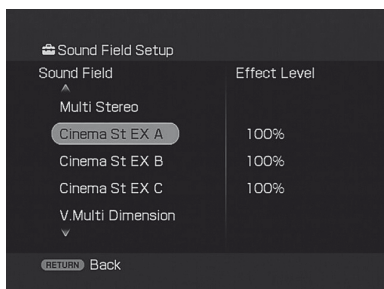 Sound Field Setup
Sound Field Effect Level
Multi Stereo
Cinema St EX A 100%
Cinema St EX B 100%
Cinema St EX C 100%
V.Multi Dimension
RETURN Back